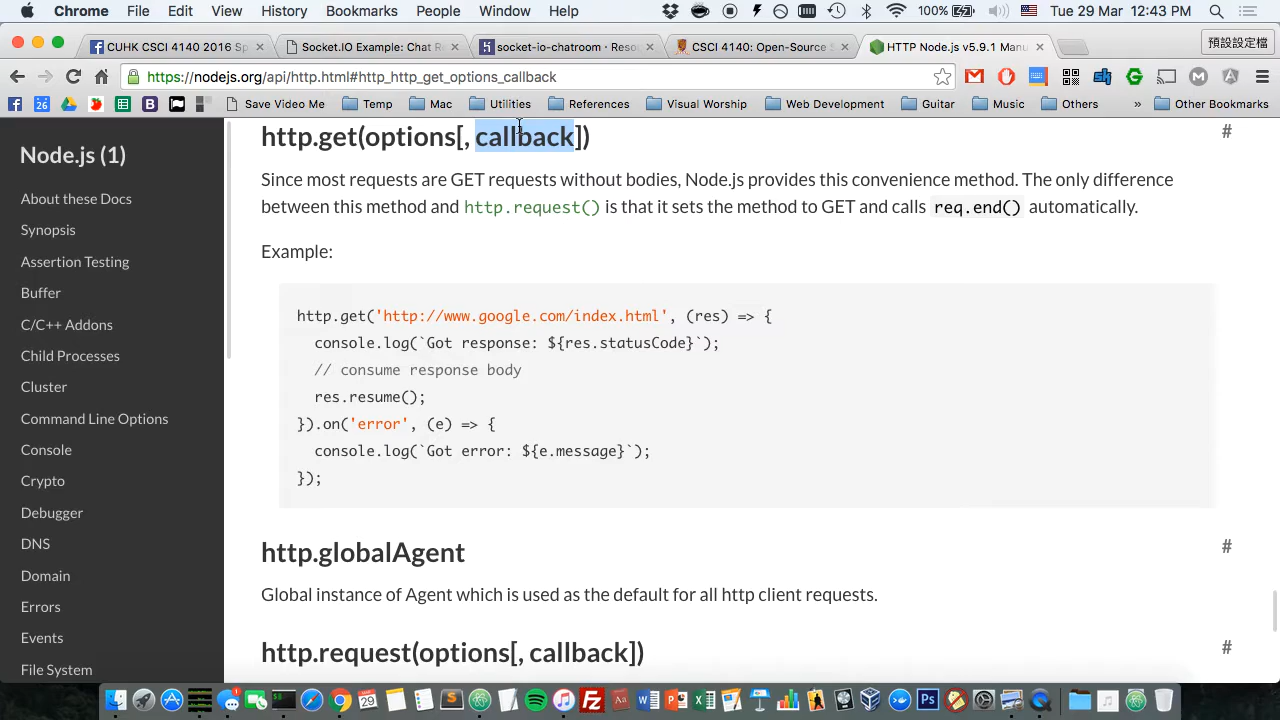 Chrome File Edit View History Bookmarks People Window Help 100% Tue 29 Mar 12:43 PM
CUHK CSCI 4140 2016 Sp Socket.IO Example: Chat R socket-io-chatroom · Reso CSCI 4140: Open-Source S HTTP Node.js v5.9.1 Manu 預設設定檔
https://nodejs.org/api/http.html#http_http_get_options_callback
Save Video Me Temp Mac Utilities References Visual Worship Web Development Guitar Music Others » Other Bookmarks
Node.js (1)
About these Docs
Synopsis
Assertion Testing
Buffer
C/C++ Addons
Child Processes
Cluster
Command Line Options
Console
Crypto
Debugger
DNS
Domain
Errors
Events
File System
http.get(options[, callback]) #
Since most requests are GET requests without bodies, Node.js provides this convenience method. The only difference
between this method and http.request() is that it sets the method to GET and calls req.end() automatically.
Example:
http.get('http://www.google.com/index.html', (res) => {
console.log(`Got response: ${res.statusCode}`);
// consume response body
res.resume();
}).on('error', (e) => {
console.log(`Got error: ${e.message}`);
});
http.globalAgent #
Global instance of Agent which is used as the default for all http client requests.
http.request(options[, callback]) #